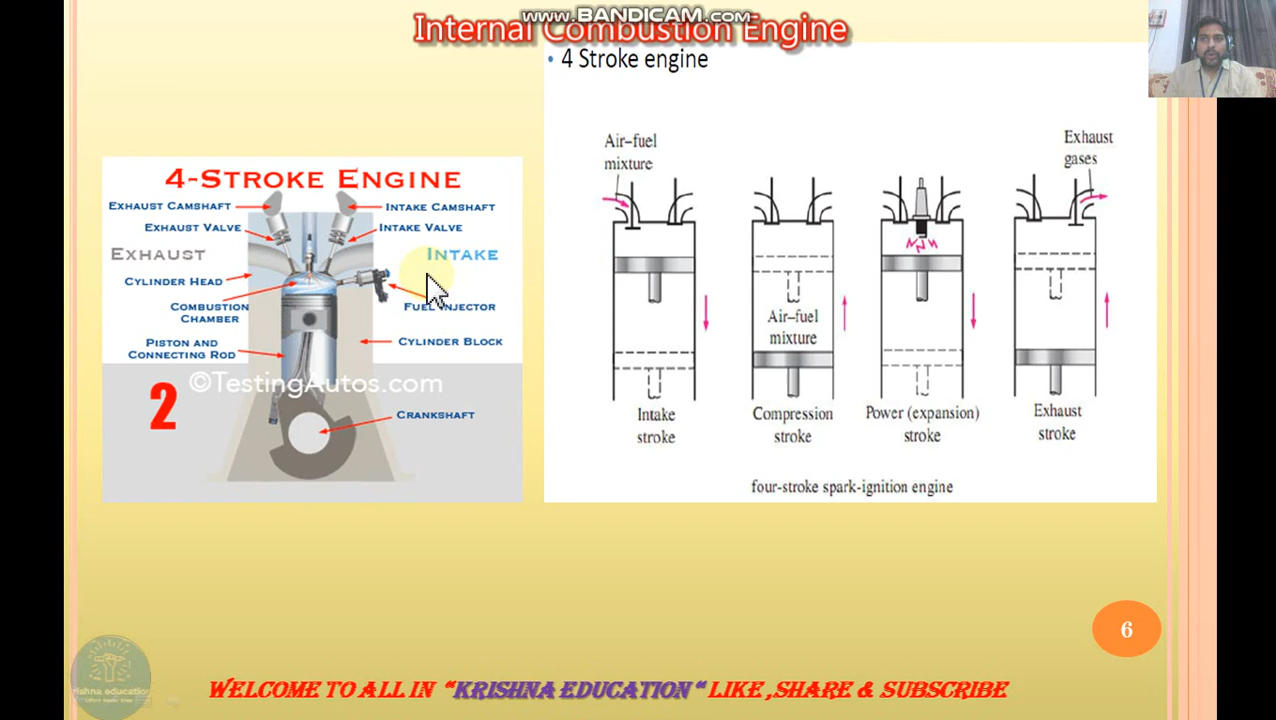 www.BANDICAM.com
Internal Combustion Engine
• 4 Stroke engine
4-STROKE ENGINE
EXHAUST CAMSHAFT
INTAKE CAMSHAFT
EXHAUST VALVE
INTAKE VALVE
EXHAUST
INTAKE
CYLINDER HEAD
COMBUSTION
CHAMBER
FUEL INJECTOR
PISTON AND
CONNECTING ROD
CYLINDER BLOCK
©TestingAutos.com
2
CRANKSHAFT
Air–fuel
mixture
Exhaust
gases
Air–fuel
mixture
Intake
stroke
Compression
stroke
Power (expansion)
stroke
Exhaust
stroke
four-stroke spark-ignition engine
6
rishna education
WELCOME TO ALL IN “KRISHNA EDUCATION“ LIKE ,SHARE & SUBSCRIBE